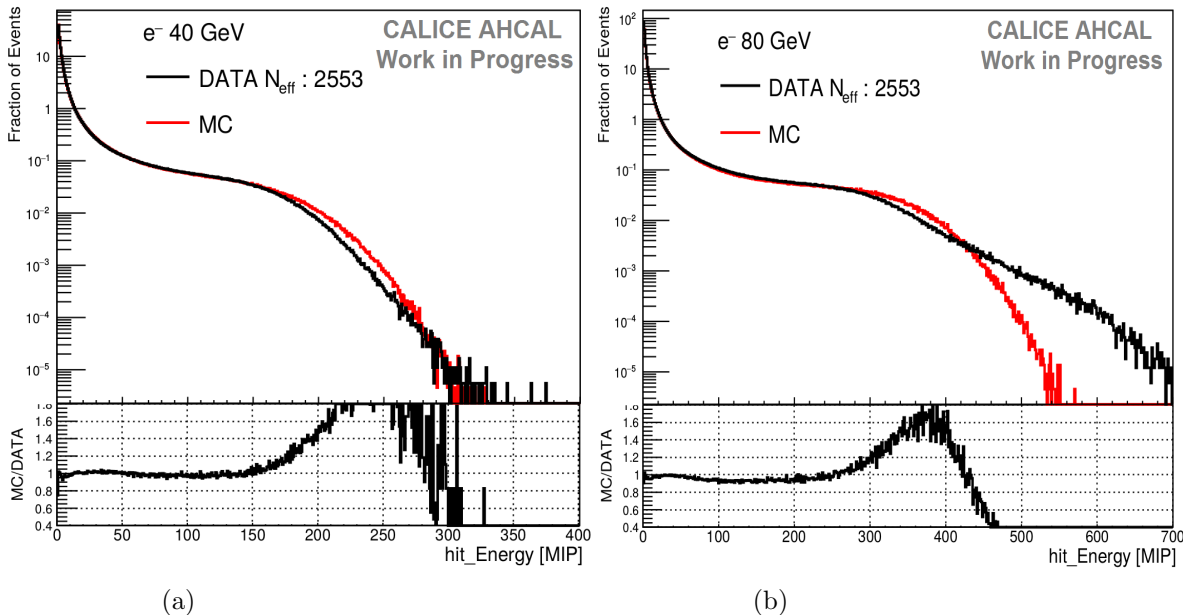 e⁻ 40 GeV
CALICE AHCAL
Work in Progress
DATA N_eff : 2553
MC
Fraction of Events
10
1
10⁻¹
10⁻²
10⁻³
10⁻⁴
10⁻⁵
MC/DATA
1.8
1.6
1.4
1.2
1
0.8
0.6
0.4
0 50 100 150 200 250 300 350 400
hit_Energy [MIP]
(a)
e⁻ 80 GeV
CALICE AHCAL
Work in Progress
DATA N_eff : 2553
MC
Fraction of Events
10²
10
1
10⁻¹
10⁻²
10⁻³
10⁻⁴
10⁻⁵
MC/DATA
1.8
1.6
1.4
1.2
1
0.8
0.6
0.4
0 100 200 300 400 500 600 700
hit_Energy [MIP]
(b)